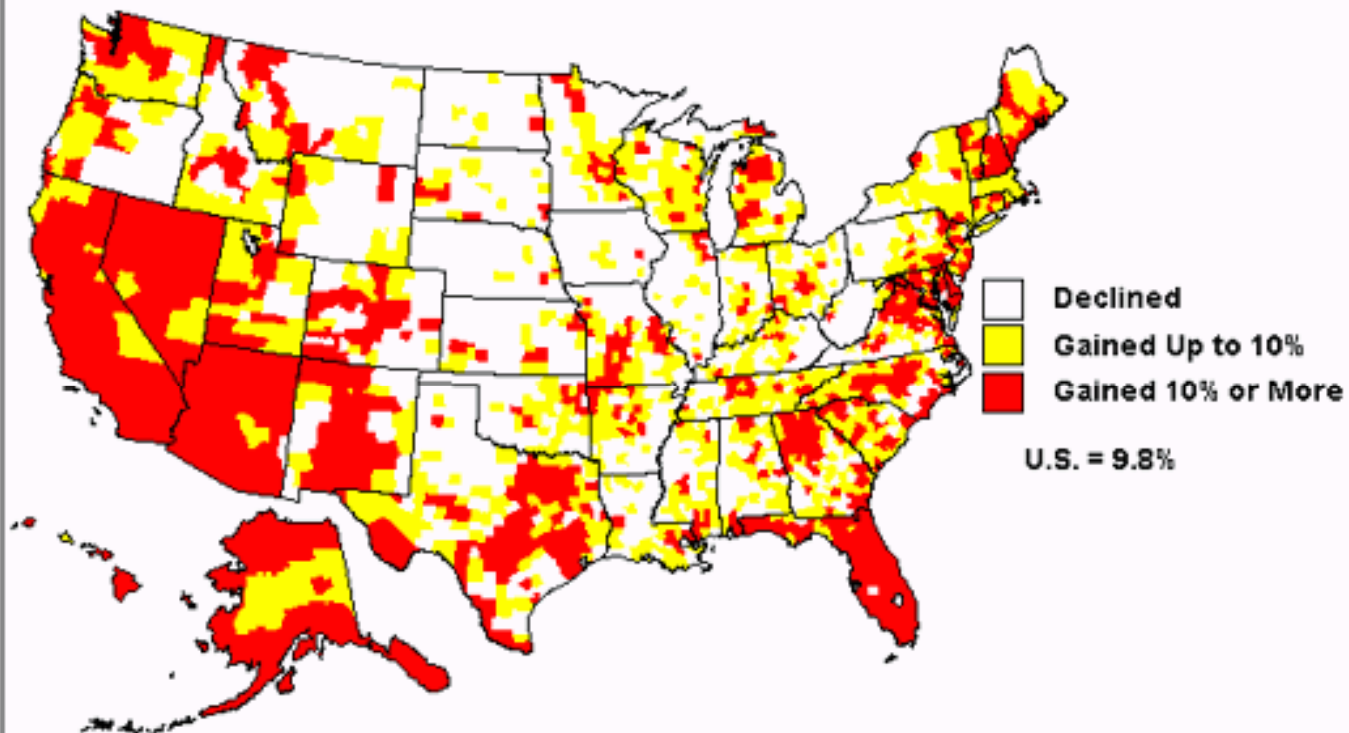 Declined
Gained Up to 10%
Gained 10% or More
U.S. = 9.8%